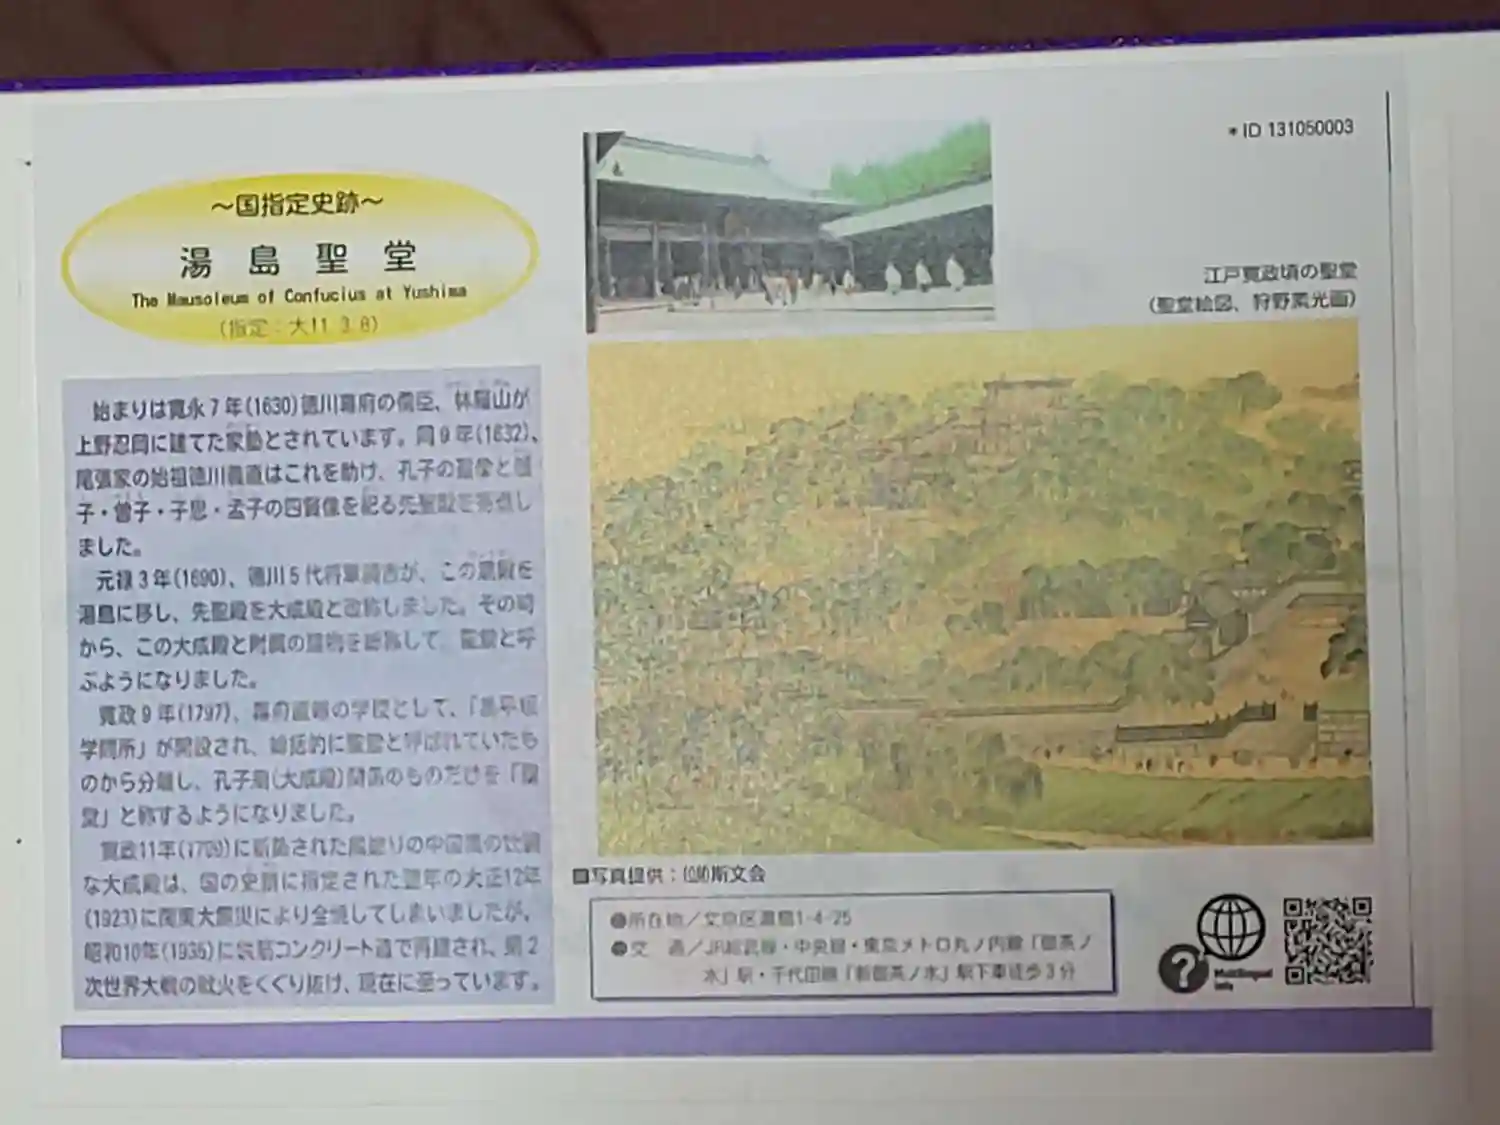 ～国指定史跡～
湯島聖堂
The Mausoleum of Confucius at Yushima
(指定：大11.3.8)
始まりは寛永7年(1630)徳川幕府の儒臣、林羅山が
上野忍岡に建てた家塾とされています。同9年(1632)、
尾張家の始祖徳川義直はこれを助け、孔子の聖像と顔
子・曽子・子思・孟子の四賢像を祀る先聖殿を
ました。
元禄3年(1690)、徳川5代将軍綱吉が、この聖殿を
湯島に移し、先聖殿を大成殿と改称しました。その時
から、この大成殿と附属の建物を総称して、聖堂と呼
ぶようになりました。
寛政9年(1797)、幕府直轄の学校として、「昌平坂
学問所」が開設され、総括的に聖堂と呼ばれていたも
のから分離し、孔子廟(大成殿)関係のものだけを「聖
堂」と称するようになりました。
寛政11年(1799)に新築された黒塗りの中国風の
な大成殿は、国の史跡に指定された翌年の大正12年
(1923)に関東大震災により全焼してしまいましたが、
昭和10年(1935)に鉄筋コンクリート造で再建され、第2
次世界大戦の戦火をくぐり抜け、現在に至っています。
*ID 131050003
江戸寛政頃の聖堂
(聖堂絵図、狩野素光画)
■写真提供：(公財)斯文会
●所在地／文京区湯島1-4-25
●交　通／JR総武線・中央線・東京メトロ丸ノ内線「御茶ノ
水」駅・千代田線「新御茶ノ水」駅下車徒歩3分
?
Multilingual
Info